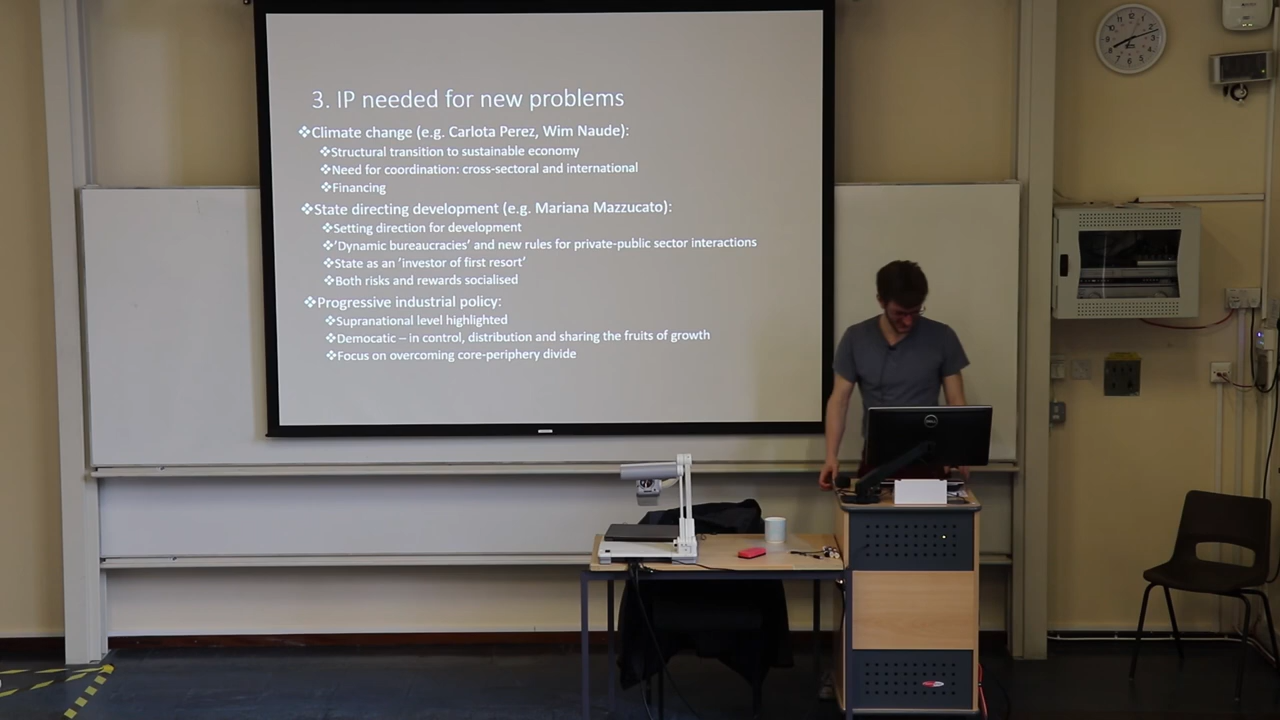 3. IP needed for new problems
❖Climate change (e.g. Carlota Perez, Wim Naude):
❖Structural transition to sustainable economy
❖Need for coordination: cross-sectoral and international
❖Financing
❖State directing development (e.g. Mariana Mazzucato):
❖Setting direction for development
❖'Dynamic bureaucracies' and new rules for private-public sector interactions
❖State as an 'investor of first resort'
❖Both risks and rewards socialised
❖Progressive industrial policy:
❖Supranational level highlighted
❖Democatic – in control, distribution and sharing the fruits of growth
❖Focus on overcoming core-periphery divide
DELL